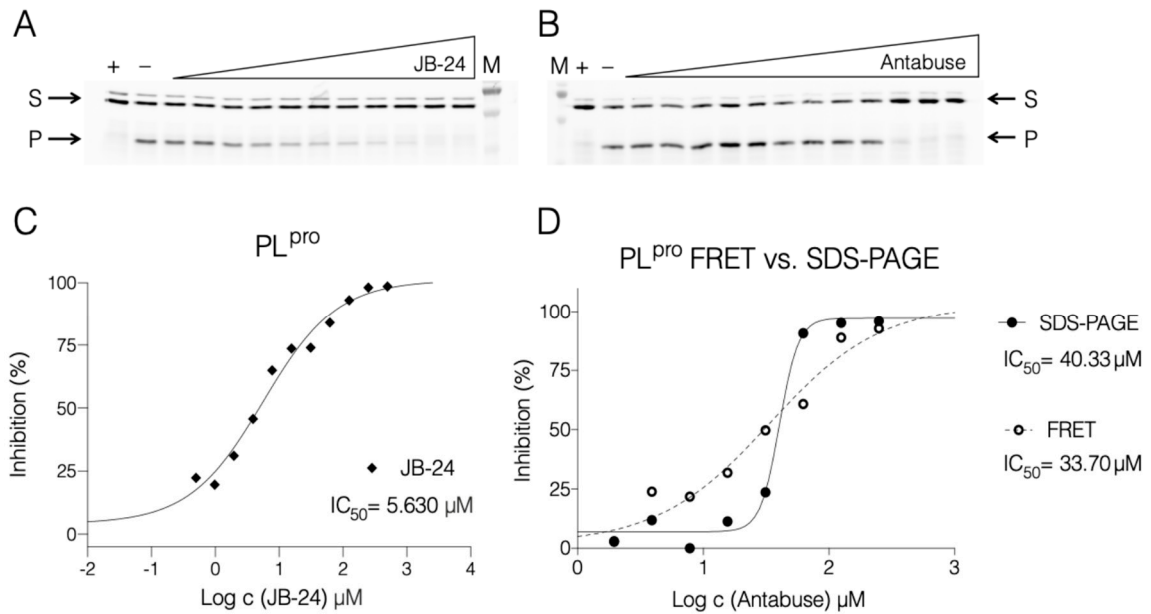 A
B
+ – JB-24 M
M + – Antabuse
S
S
P
P
C
D
PLpro
PLpro FRET vs. SDS-PAGE
100
75
50
25
0
-2 -1 0 1 2 3 4
Inhibition (%)
Log c (JB-24) µM
JB-24
IC50= 5.630 µM
100
75
50
25
0
0 1 2 3
Inhibition (%)
Log c (Antabuse) µM
SDS-PAGE
IC50= 40.33 µM
FRET
IC50= 33.70 µM